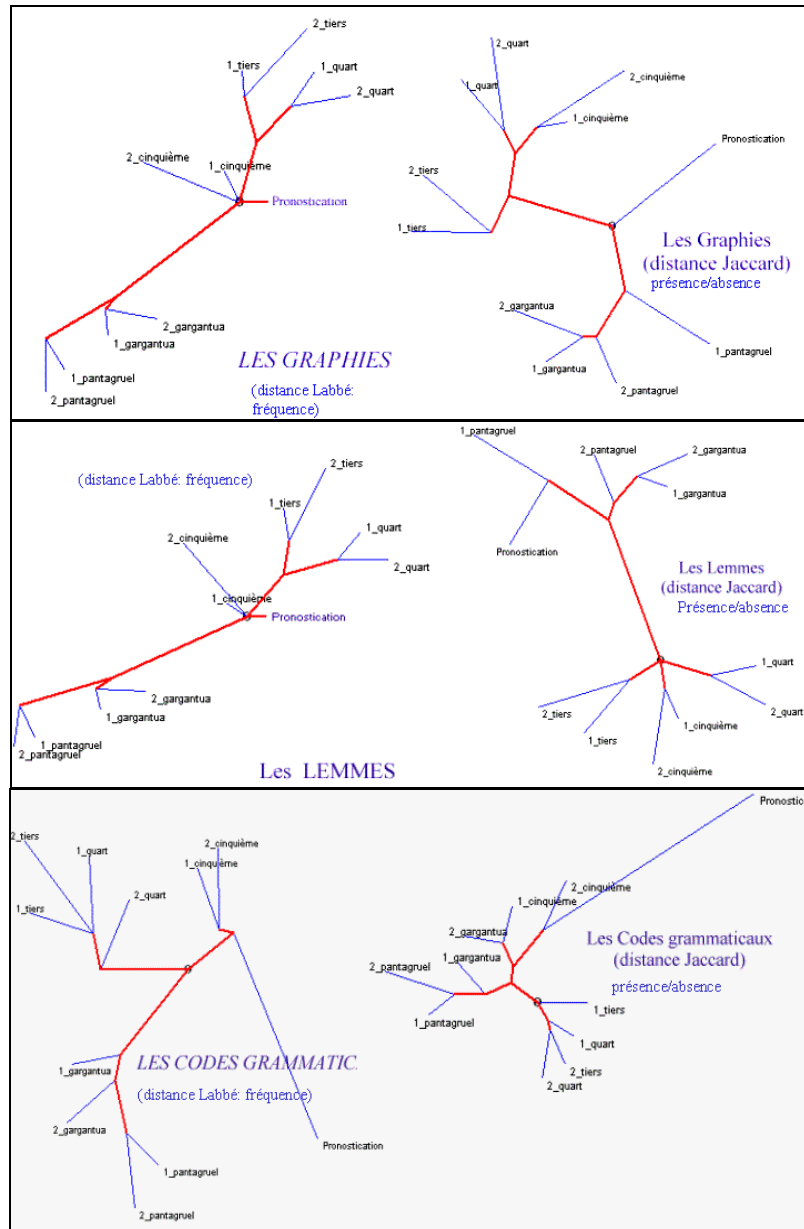 2_tiers
1_tiers
1_quart
2_quart
2_cinquième
1_cinquième
Pronostication
2_gargantua
1_gargantua
1_pantagruel
2_pantagruel
LES GRAPHIES
(distance Labbé:
fréquence)
2_quart
1_quart
2_cinquième
1_cinquième
Pronostication
2_tiers
1_tiers
Les Graphies
(distance Jaccard)
présence/absence
2_gargantua
1_gargantua
1_pantagruel
2_pantagruel
(distance Labbé: fréquence)
2_tiers
1_tiers
1_quart
2_cinquième
2_quart
1_cinquième
Pronostication
2_gargantua
1_gargantua
1_pantagruel
2_pantagruel
Les LEMMES
1_pantagruel
2_pantagruel
2_gargantua
1_gargantua
Pronostication
Les Lemmes
(distance Jaccard)
Présence/absence
1_quart
2_quart
2_tiers
1_cinquième
1_tiers
2_cinquième
2_tiers
1_quart
2_cinquième
1_cinquième
2_quart
1_tiers
1_gargantua
LES CODES GRAMMATIC.
(distance Labbé: fréquence)
2_gargantua
Pronostication
1_pantagruel
2_pantagruel
Pronostic
2_cinquième
1_cinquième
2_gargantua
Les Codes grammaticaux
(distance Jaccard)
1_gargantua
2_pantagruel
présence/absence
1_tiers
1_pantagruel
1_quart
2_tiers
2_quart